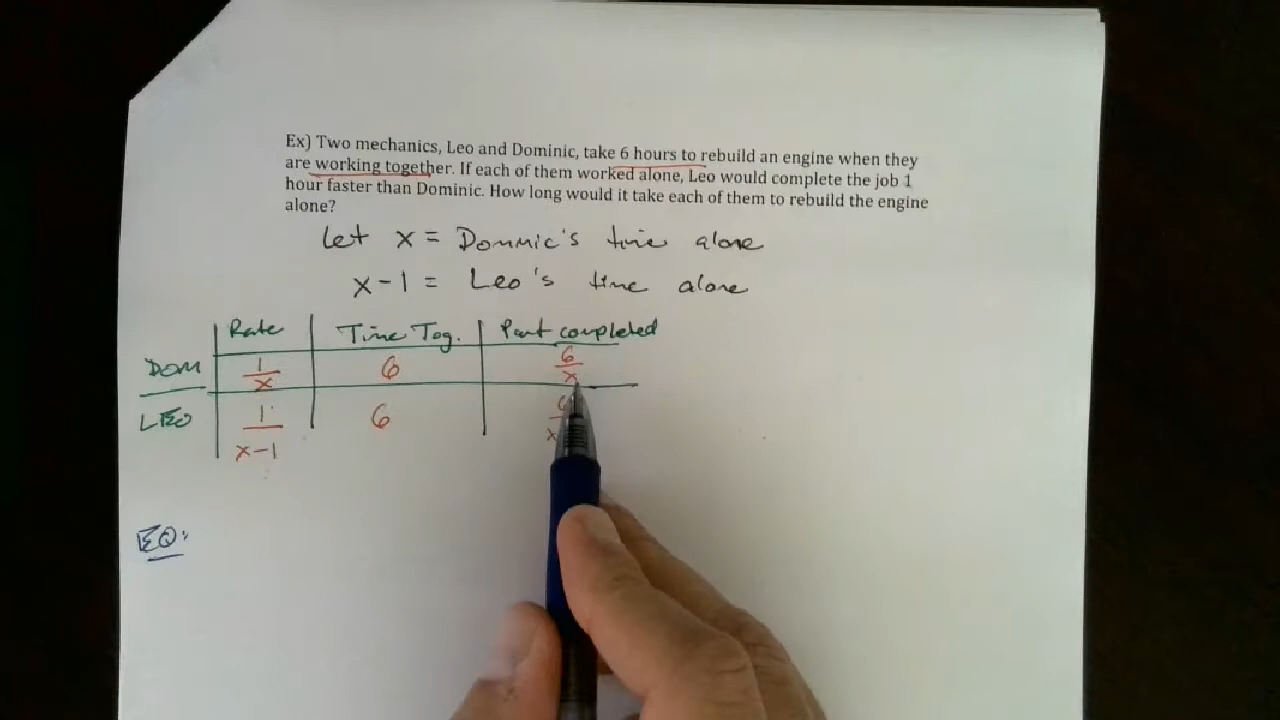 Ex) Two mechanics, Leo and Dominic, take 6 hours to rebuild an engine when they
are working together. If each of them worked alone, Leo would complete the job 1
hour faster than Dominic. How long would it take each of them to rebuild the engine
alone?
Let x = Dominic's time alone
x-1 = Leo's time alone
Rate Time Tog. Part completed
DOM 1/x 6 6/x
LEO 1/x-1 6
EQ: